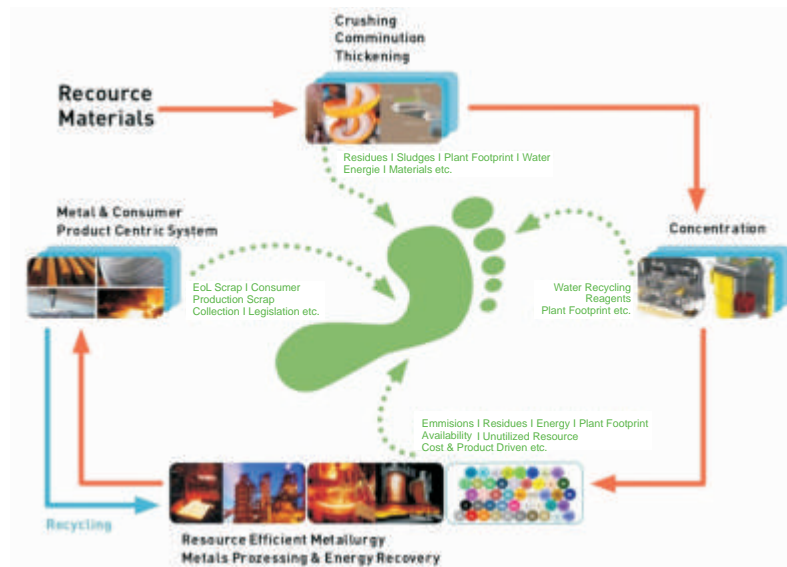 Crushing
Comminution
Thickening
Recource
Materials
Residues I Sludges I Plant Footprint I Water
Energie I Materials etc.
Metal & Consumer
Product Centric System
Concentration
EoL Scrap I Consumer
Production Scrap
Collection I Legislation etc.
Water Recycling
Reagents
Plant Footprint etc.
Emmisions I Residues I Energy I Plant Footprint
Availability I Unutilized Resource
Cost & Product Driven etc.
Recycling
Resource Efficient Metallurgy
Metals Prozessing & Energy Recovery